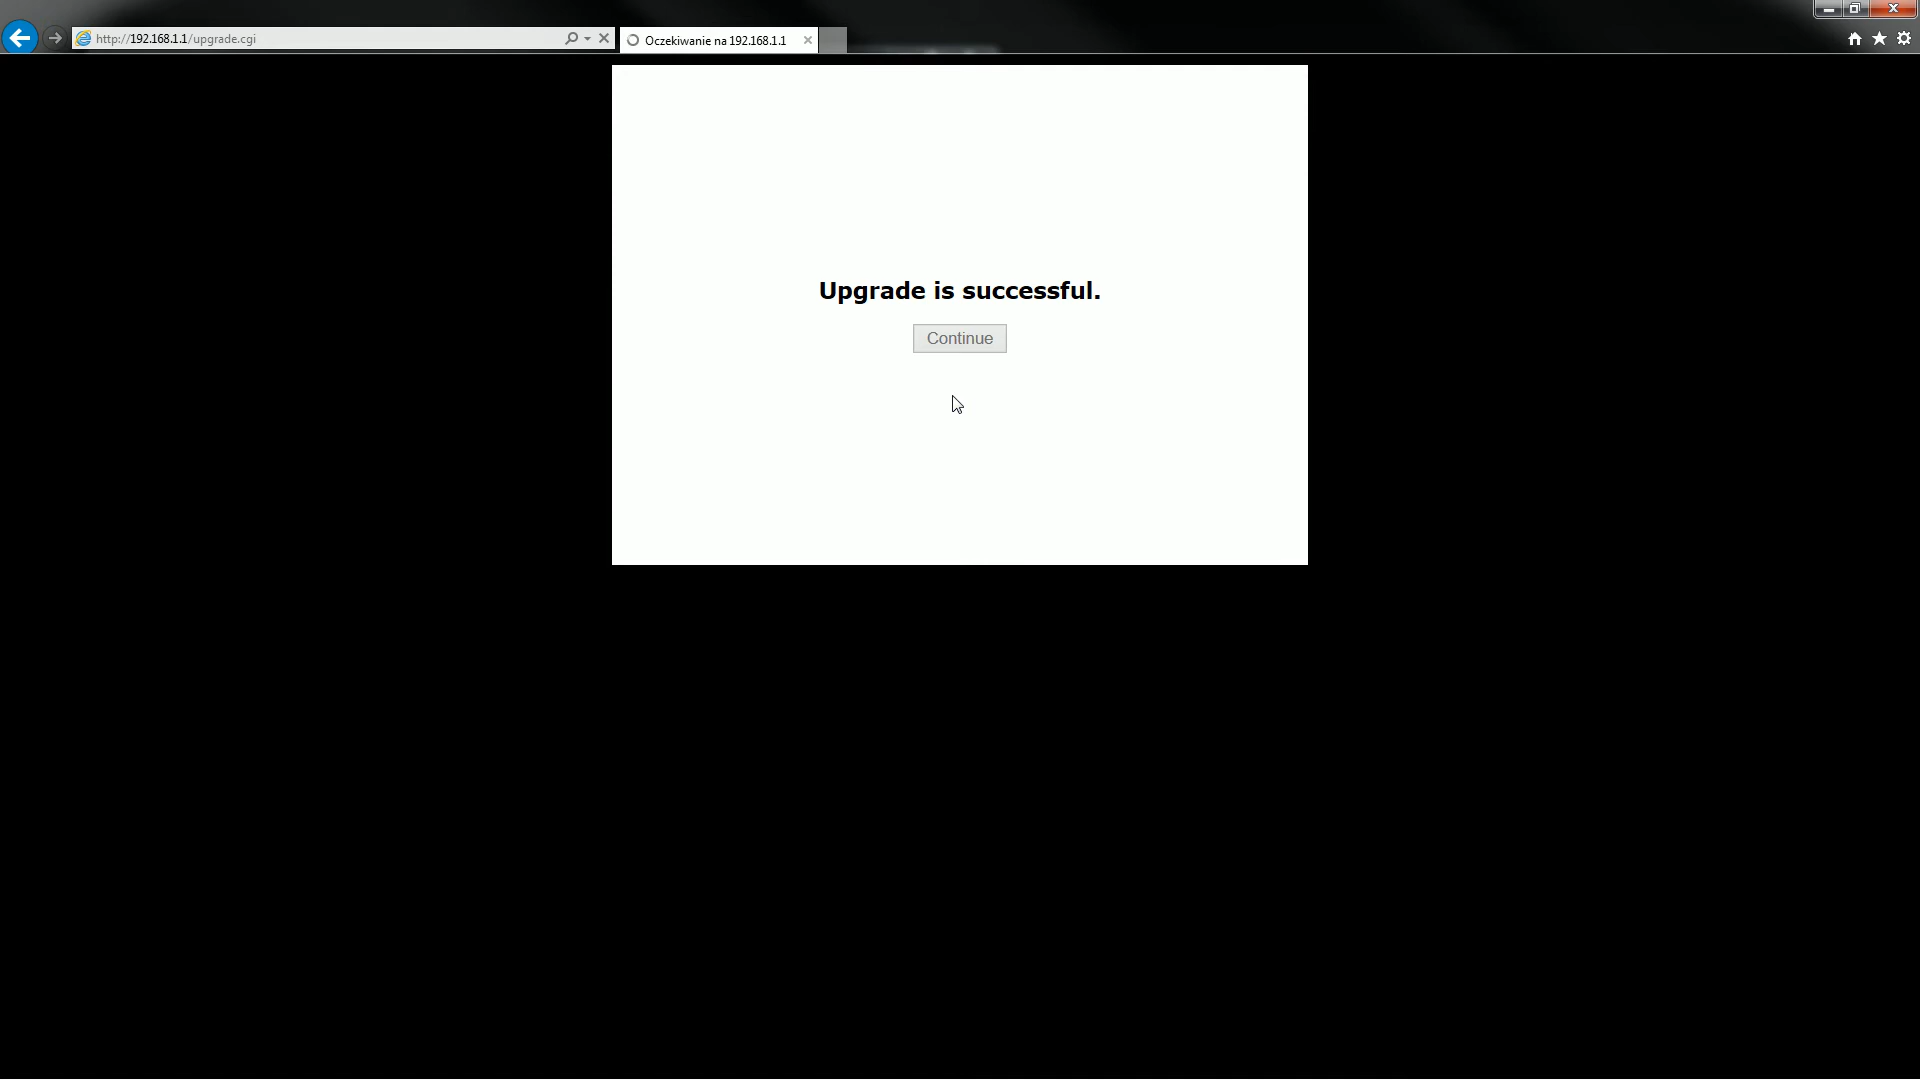 http://192.168.1.1/upgrade.cgi
Oczekiwanie na 192.168.1.1
Upgrade is successful.
Continue